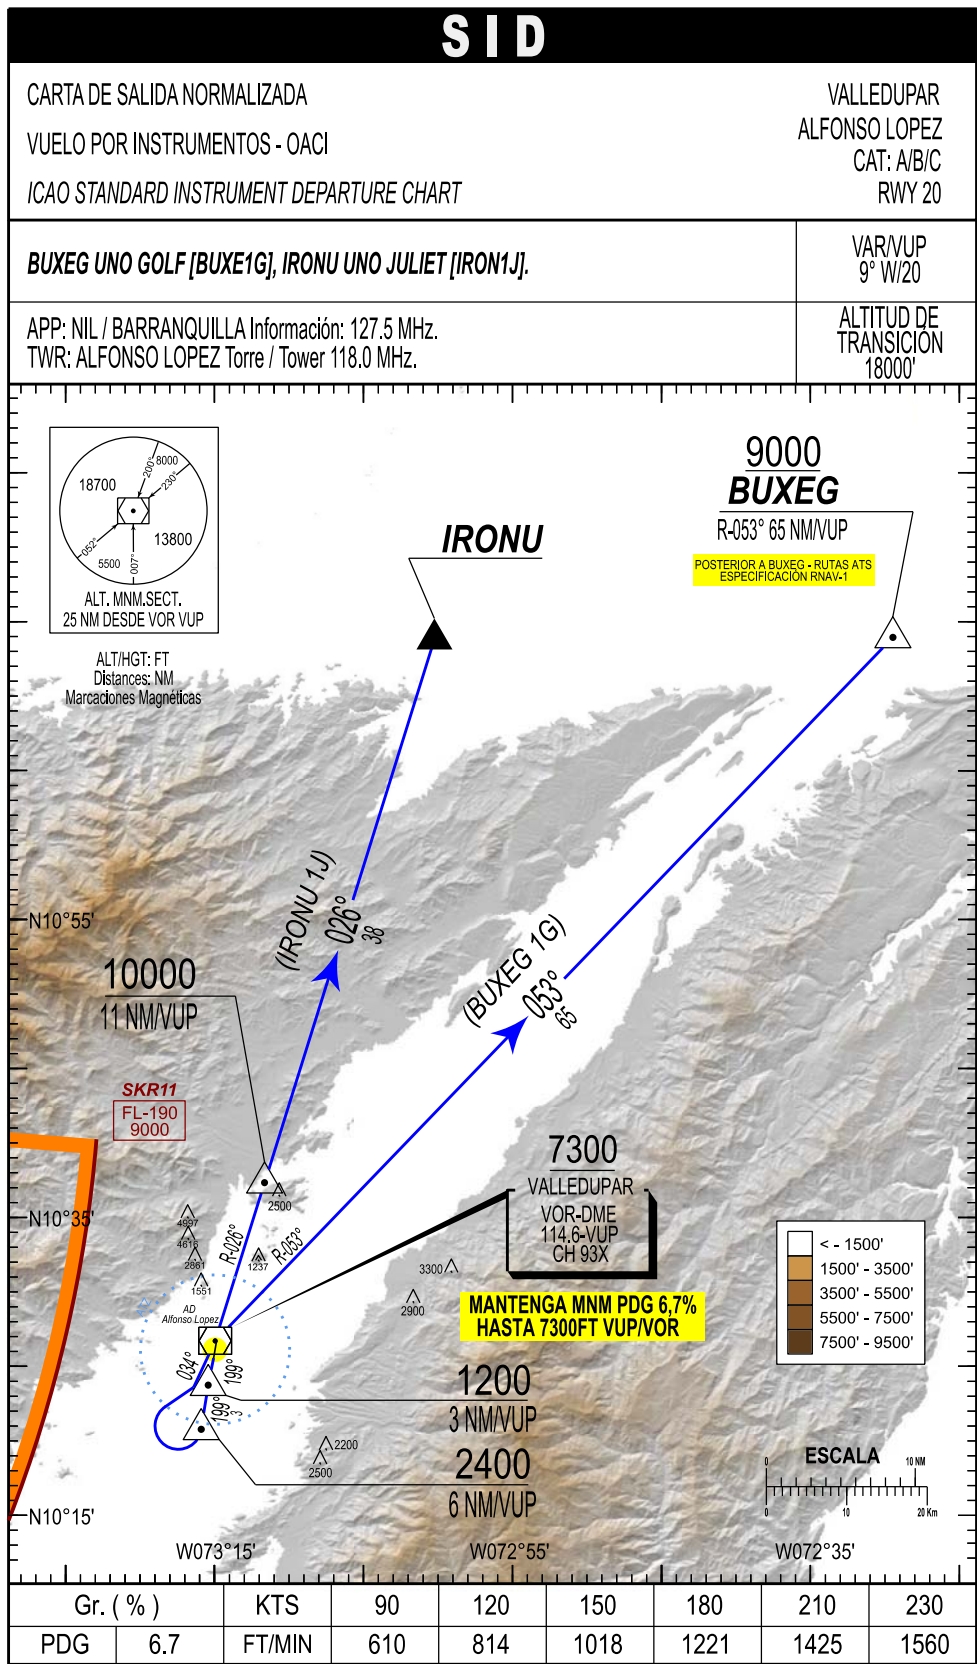 SID
CARTA DE SALIDA NORMALIZADA
VUELO POR INSTRUMENTOS - OACI
ICAO STANDARD INSTRUMENT DEPARTURE CHART
VALLEDUPAR
ALFONSO LOPEZ
CAT: A/B/C
RWY 20
BUXEG UNO GOLF [BUXE1G], IRONU UNO JULIET [IRON1J].
VAR/VUP
9° W/20
APP: NIL / BARRANQUILLA Información: 127.5 MHz.
TWR: ALFONSO LOPEZ Torre / Tower 118.0 MHz.
ALTITUD DE
TRANSICIÓN
18000'
200°
8000
230°
18700
13800
052°
5500
007°
ALT. MNM.SECT.
25 NM DESDE VOR VUP
ALT/HGT: FT
Distances: NM
Marcaciones Magnéticas
IRONU
9000
BUXEG
R-053° 65 NM/VUP
POSTERIOR A BUXEG - RUTAS ATS
ESPECIFICACIÓN RNAV-1
(IRONU 1J)
026°
38
(BUXEG 1G)
053°
65
N10°55'
10000
11 NM/VUP
SKR11
FL-190
9000
7300
VALLEDUPAR
VOR-DME
114.6-VUP
CH 93X
2500
N10°35'
4997
4616
2861
1551
R-026°
R-053°
1237
3300
2900
AD
Alfonso Lopez
MANTENGA MNM PDG 6,7%
HASTA 7300FT VUP/VOR
< - 1500'
1500' - 3500'
3500' - 5500'
5500' - 7500'
7500' - 9500'
034°
199°
199°
3
1200
3 NM/VUP
2400
6 NM/VUP
2200
2500
ESCALA
0
10 NM
0
10
20 Km
N10°15'
W073°15'
W072°55'
W072°35'
Gr. ( % )
KTS
90
120
150
180
210
230
PDG
6.7
FT/MIN
610
814
1018
1221
1425
1560